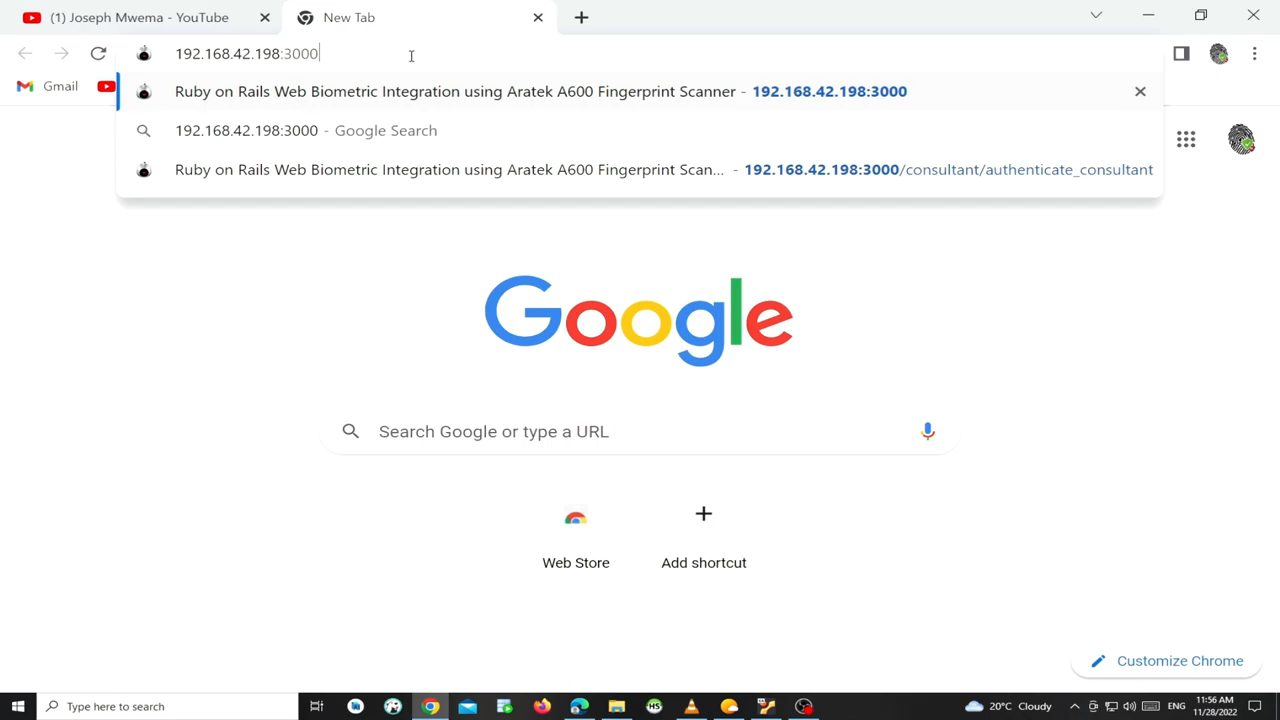 (1) Joseph Mwema - YouTube
New Tab
192.168.42.198:3000
Gmail
Ruby on Rails Web Biometric Integration using Aratek A600 Fingerprint Scanner - 192.168.42.198:3000
192.168.42.198:3000 - Google Search
Ruby on Rails Web Biometric Integration using Aratek A600 Fingerprint Scan... - 192.168.42.198:3000/consultant/authenticate_consultant
Google
Search Google or type a URL
Web Store
Add shortcut
Customize Chrome
Type here to search
HS
20°C Cloudy
ENG
11:56 AM
11/28/2022